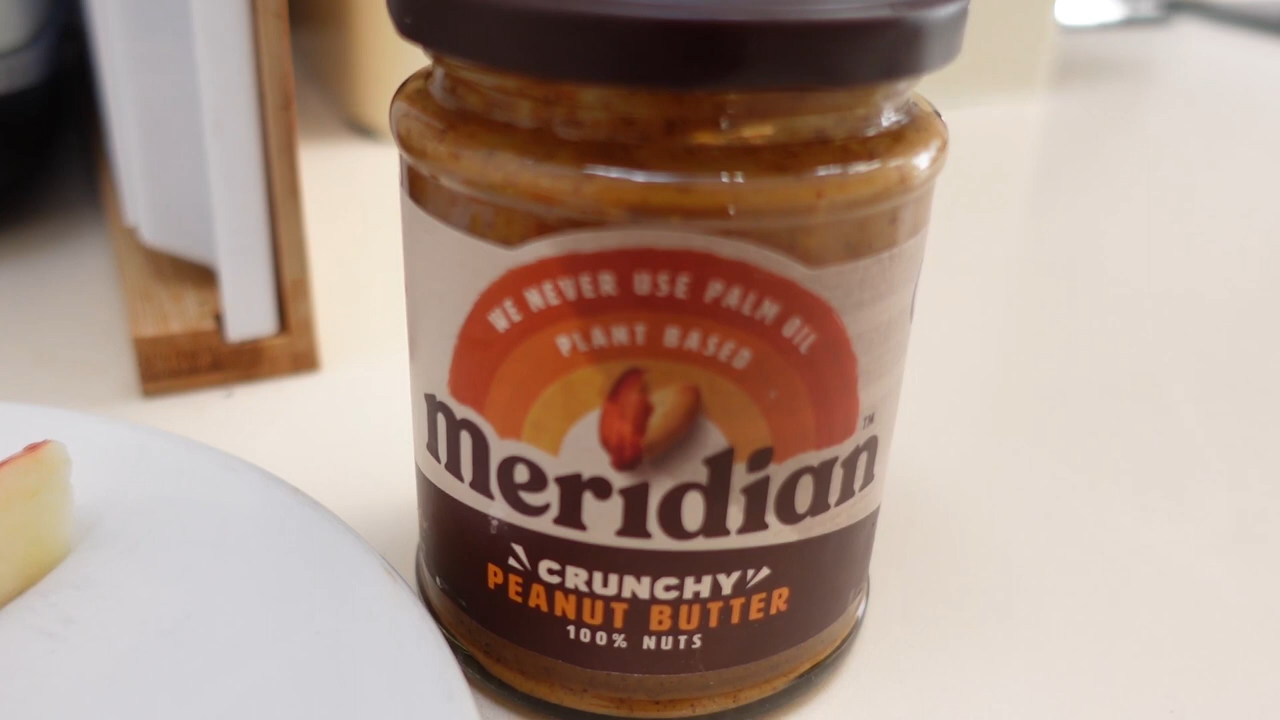 WE NEVER USE PALM OIL
PLANT BASED
meridian™
CRUNCHY
PEANUT BUTTER
100% NUTS